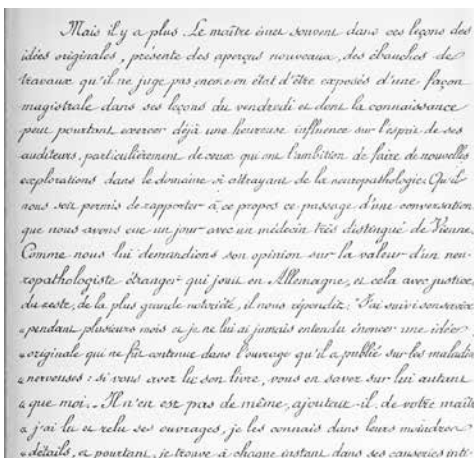 Mais il y a plus. Le maître émet souvent dans ces leçons des
idées originales, présente des aperçus nouveaux, des ébauches de
travaux qu'il ne juge pas encore en état d'être exposés d'une façon
magistrale dans ses leçons du vendredi et dont la connaissance
peut pourtant exercer déjà une heureuse influence sur l'esprit de ses
auditeurs, particulièrement de ceux qui ont l'ambition de faire de nouvelles
explorations dans le domaine si attrayant de la neuropathologie. Qu'il
nous soit permis de rapporter à ce propos ce passage d'une conversation
que nous avons eue un jour avec un médecin très distingué de Vienne.
Comme nous lui demandions son opinion sur la valeur d'un neu-
ropathologiste étranger qui jouit en Allemagne, et cela avec justice,
du reste, de la plus grande notoriété, il nous répondit: "J'ai suivi son service
"pendant plusieurs mois et je ne lui ai jamais entendu énoncer une idée
"originale qui ne fût contenue dans l'ouvrage qu'il a publié sur les maladies
"nerveuses: si vous avez lu son livre, vous en savez sur lui autant
"que moi. Il n'en est pas de même, ajoutait-il, de votre maît
"j'ai lu et relu ses ouvrages, je les connais dans leurs moindres
"détails, et pourtant, je trouve à chaque instant dans ses causeries inti